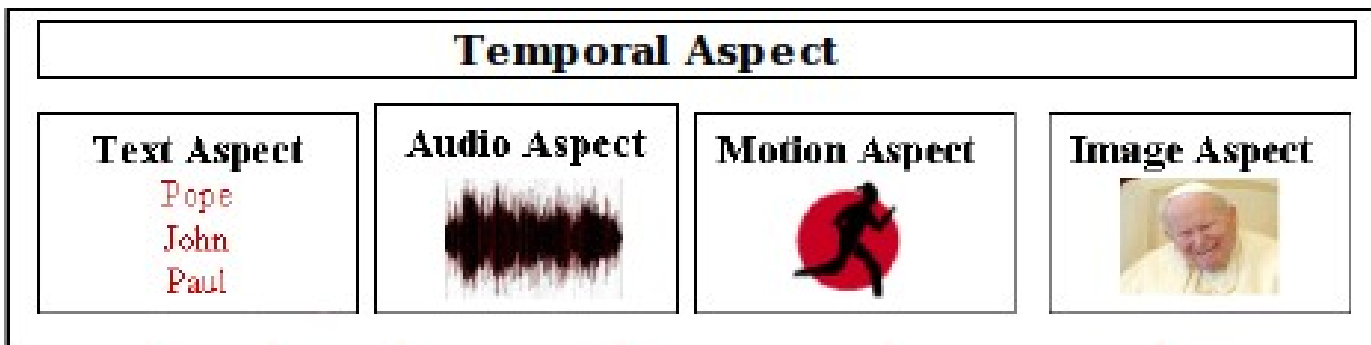 Temporal Aspect
Text Aspect
Pope
John
Paul
Audio Aspect
Motion Aspect
Image Aspect